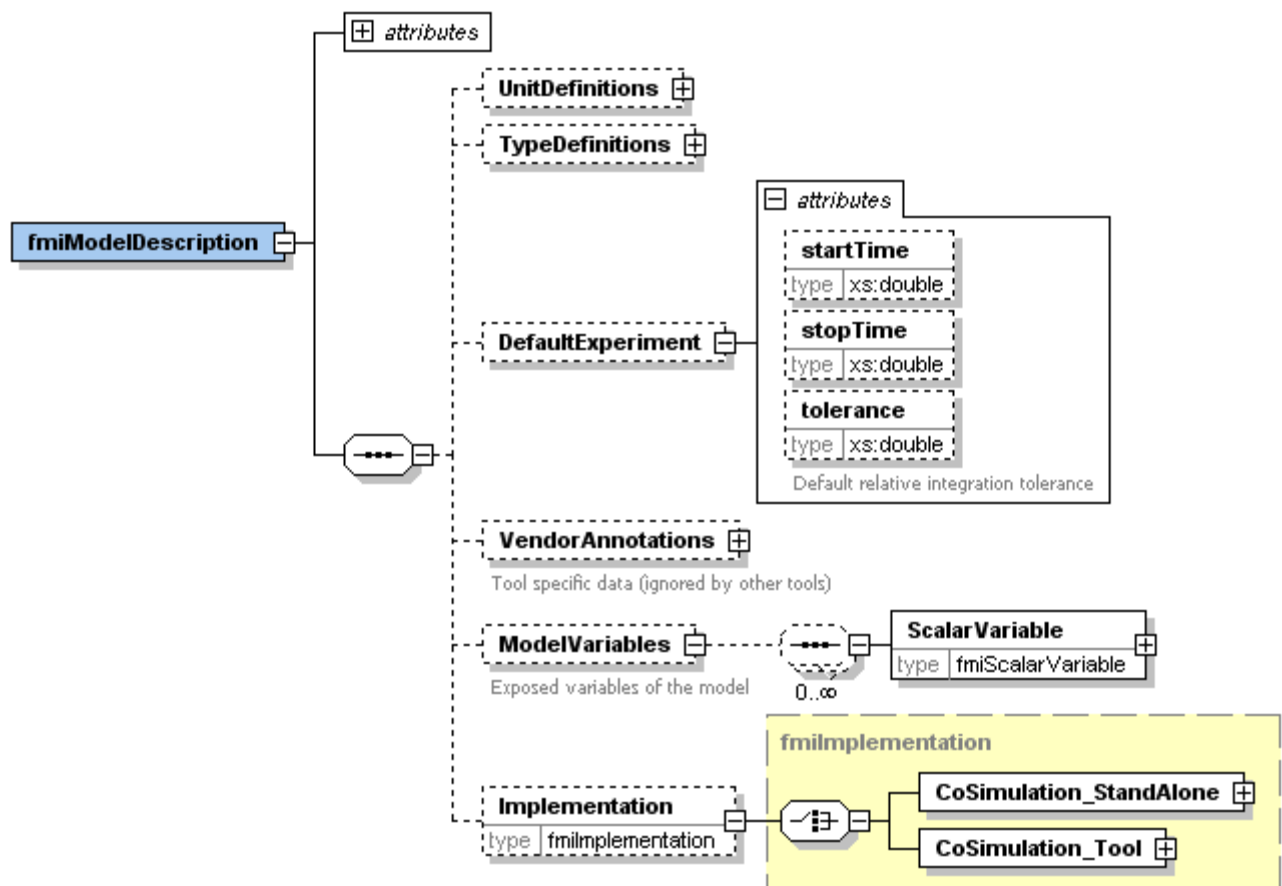 attributes
UnitDefinitions
TypeDefinitions
attributes
startTime
type xs:double
fmiModelDescription
stopTime
type xs:double
DefaultExperiment
tolerance
type xs:double
Default relative integration tolerance
VendorAnnotations
Tool specific data (ignored by other tools)
ModelVariables
Exposed variables of the model
0..∞
ScalarVariable
type fmiScalarVariable
fmiImplementation
Implementation
type fmiImplementation
CoSimulation_StandAlone
CoSimulation_Tool